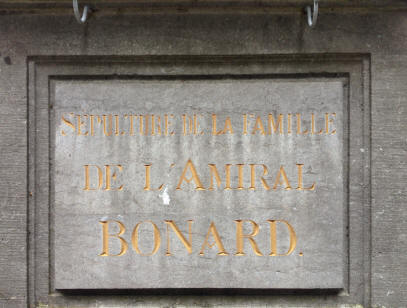 SÉPULTURE DE LA FAMILLE
DE L'AMIRAL
BONARD.